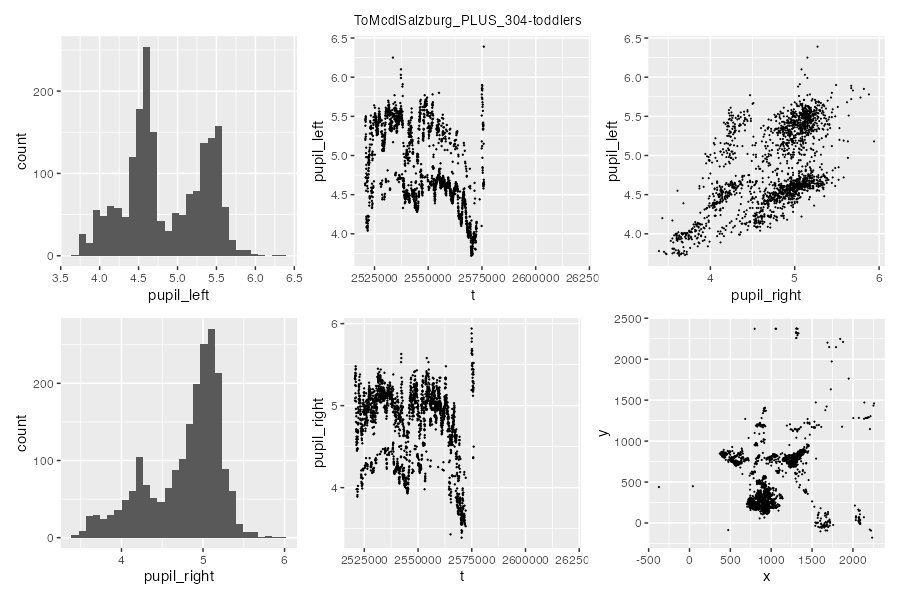 ToMcdlSalzburg_PLUS_304-toddlers
count
200
100
0
3.5 4.0 4.5 5.0 5.5 6.0 6.5
pupil_left
pupil_left
6.5
6.0
5.5
5.0
4.5
4.0
2525000 2550000 2575000 2600000 26250
t
pupil_left
6.5
6.0
5.5
5.0
4.5
4.0
4 5 6
pupil_right
count
200
100
0
4 5 6
pupil_right
pupil_right
6
5
4
2525000 2550000 2575000 2600000 26250
t
y
2500
2000
1500
1000
500
0
-500 0 500 1000 1500 2000
x